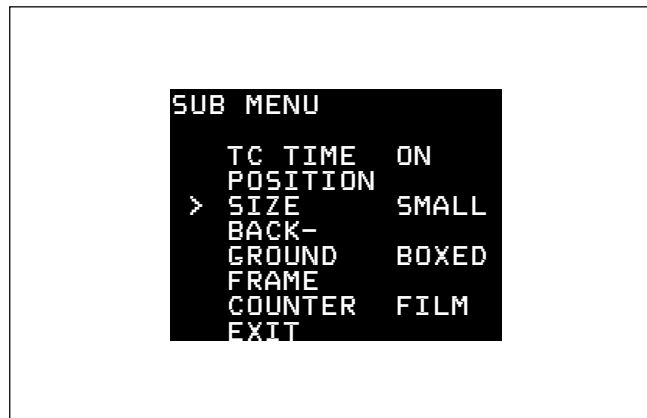 SUB MENU
TC TIME ON
POSITION
> SIZE SMALL
BACK-
GROUND BOXED
FRAME
COUNTER FILM
EXIT